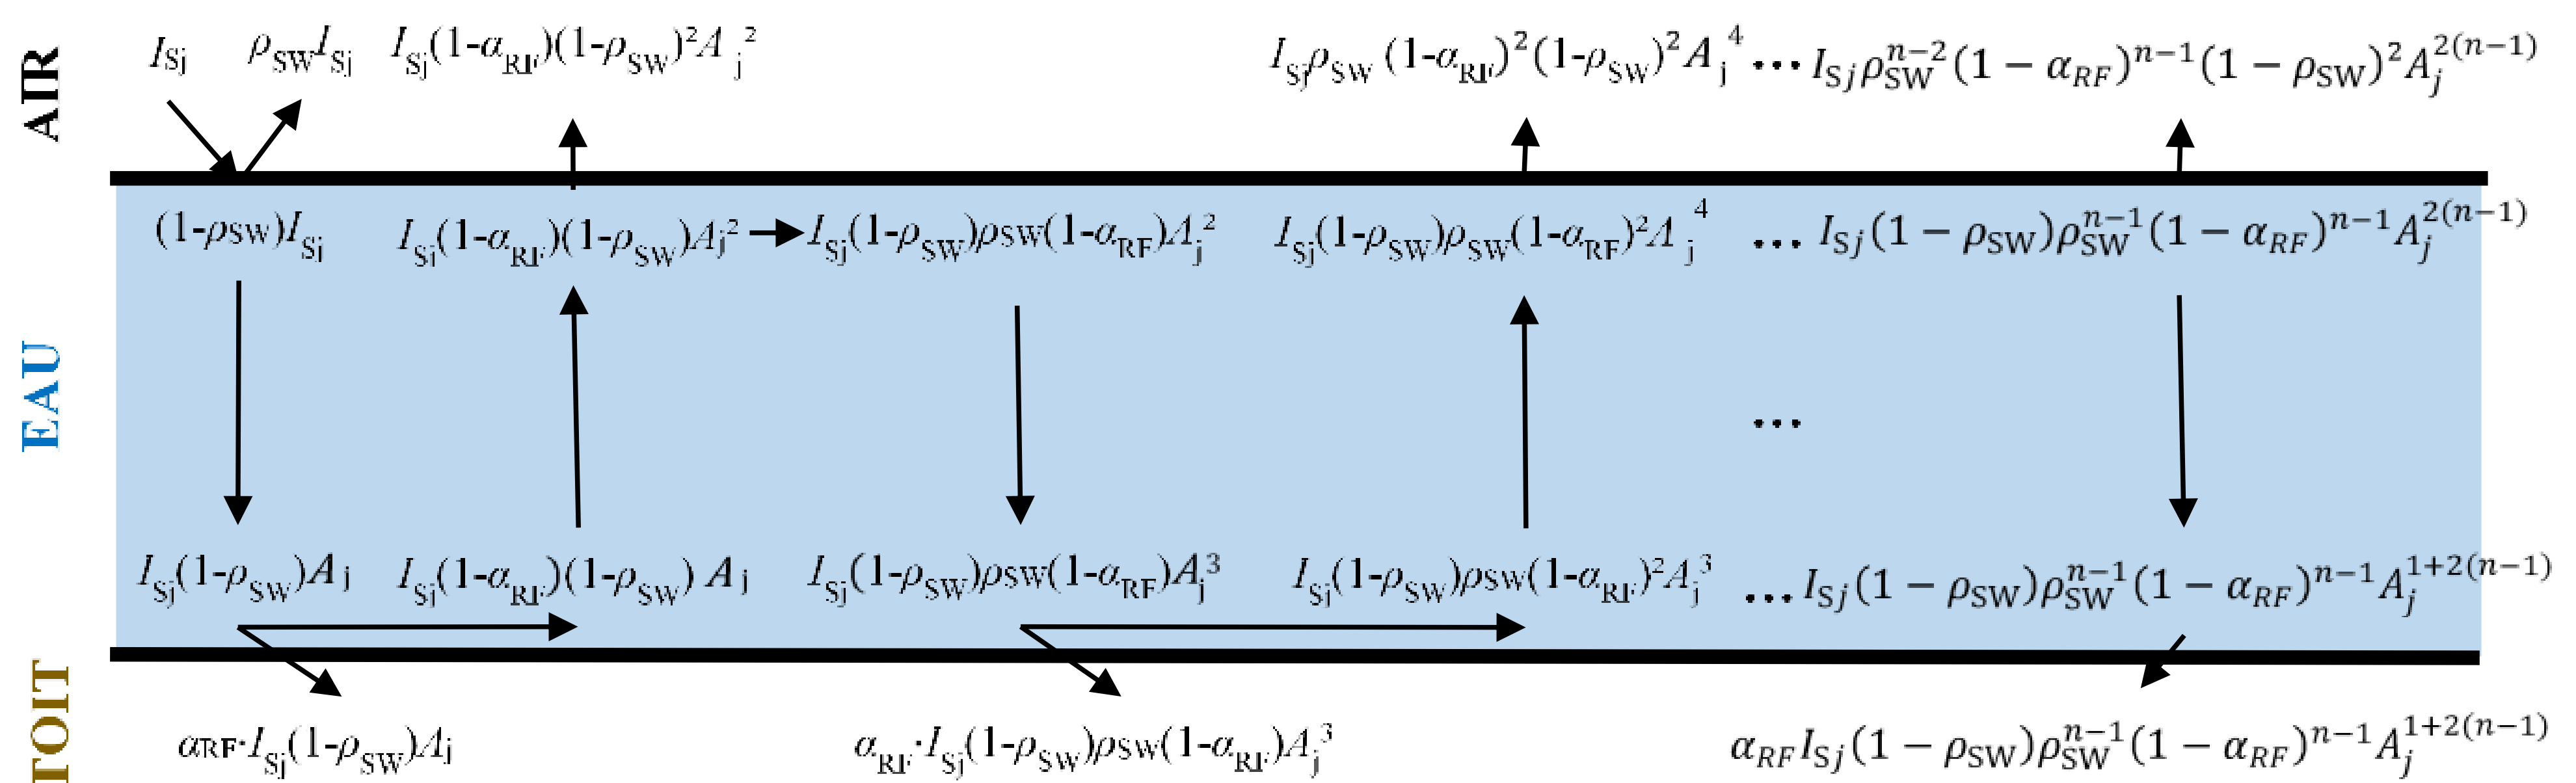 AIR
I_Sj ρ_SW I_Sj I_Sj(1-α_RF)(1-ρ_SW)²A_j² I_Sj ρ_SW (1-α_RF)²(1-ρ_SW)²A_j⁴ ... I_Sj ρ_SW^{n-2}(1 − α_RF)^{n-1}(1 − ρ_SW)²A_j^{2(n-1)}
EAU
(1-ρsw)I_Sj I_Sj(1-α_RF)(1-ρ_SW)Aj² I_Sj(1-ρ_SW)ρsw(1-α_RF)A_j² I_Sj(1-ρ_SW)ρ_SW(1-α_RF)²A_j⁴ ... I_Sj(1 − ρ_SW)ρ_SW^{n-1}(1 − α_RF)^{n-1}A_j^{2(n-1)}
...
I_Sj(1-ρ_SW)A_j I_Sj(1-α_RF)(1-ρ_SW) A_j I_Sj(1-ρ_SW)ρsw(1-α_RF)A_j³ I_Sj(1-ρ_SW)ρsw(1-α_RF)²A_j³ ... I_Sj(1 − ρ_SW)ρ_SW^{n-1}(1 − α_RF)^{n-1}A_j^{1+2(n-1)}
TOIT
α_RF·I_Sj(1-ρ_SW)A_j α_RF·I_Sj(1-ρ_SW)ρsw(1-α_RF)A_j³ α_RF I_Sj(1 − ρ_SW)ρ_SW^{n-1}(1 − α_RF)^{n-1}A_j^{1+2(n-1)}